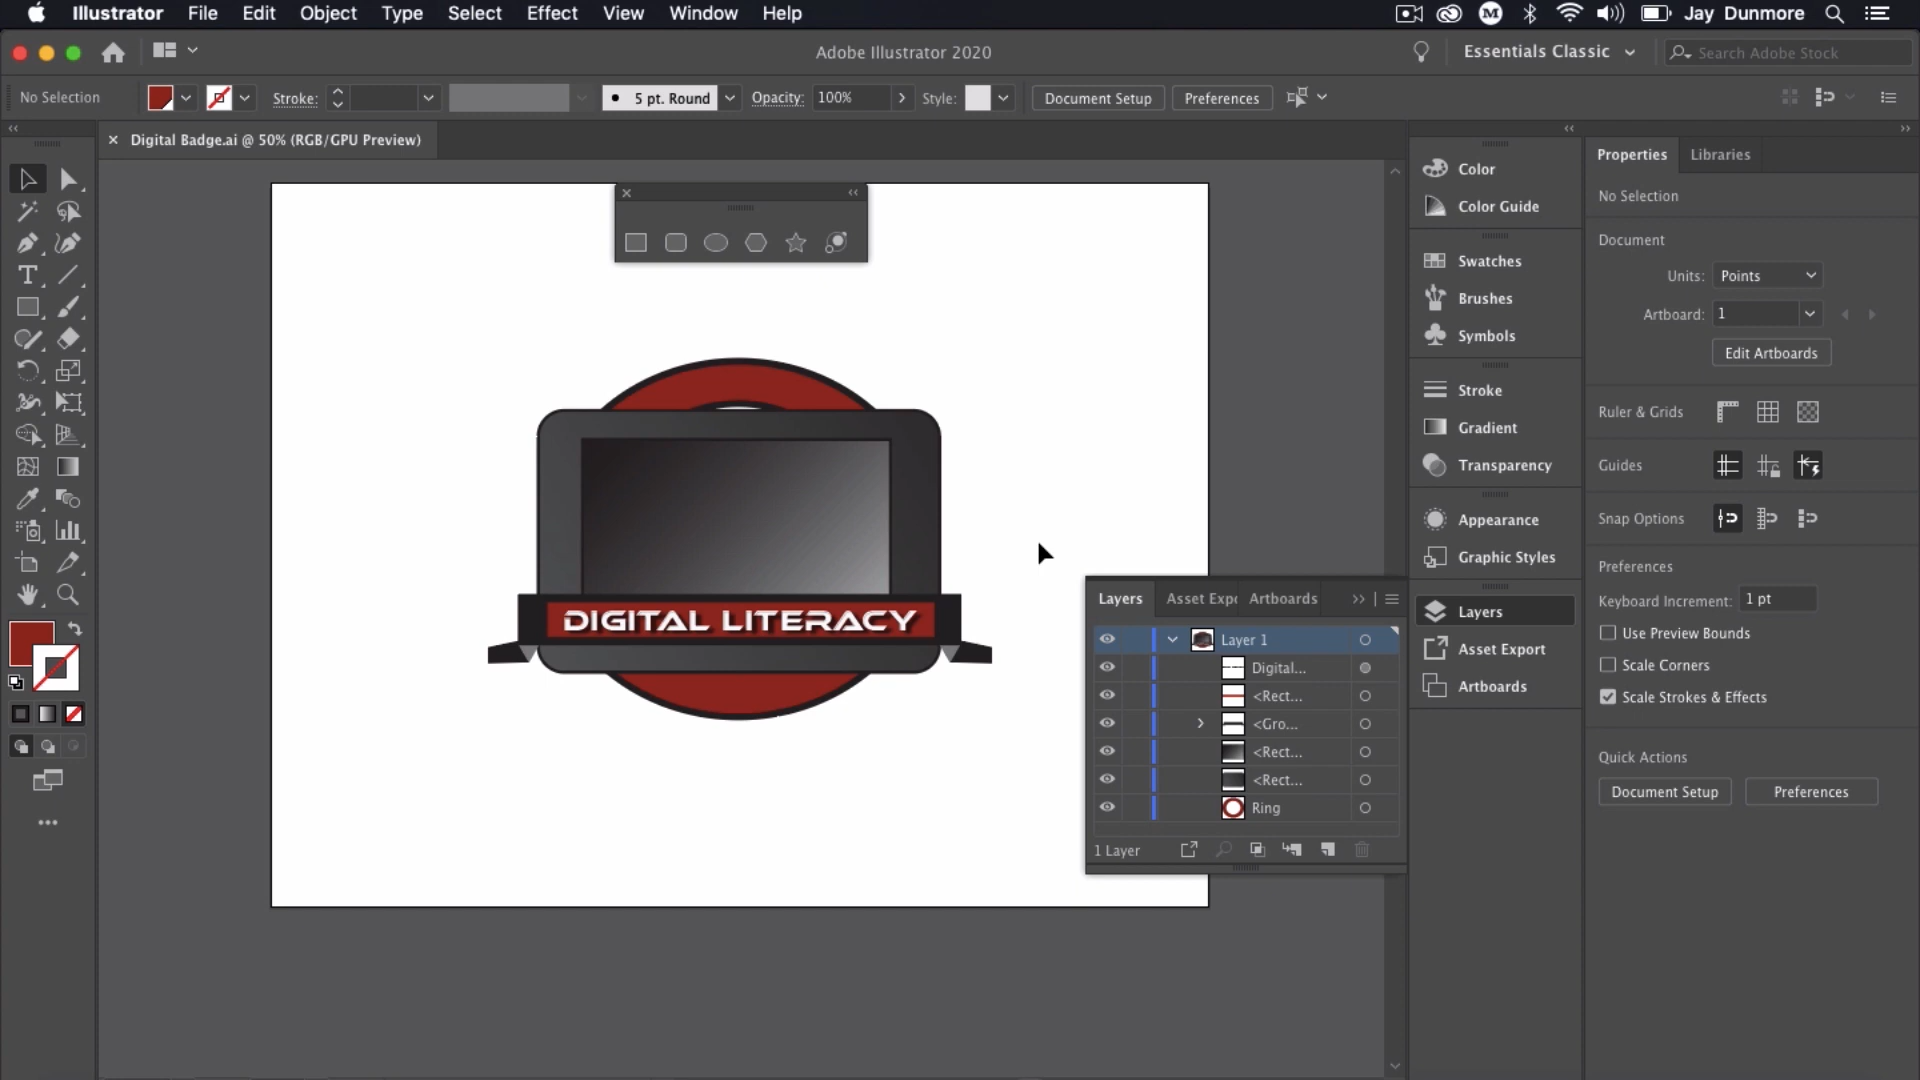 Illustrator File Edit Object Type Select Effect View Window Help
M
Jay Dunmore
Adobe Illustrator 2020
Essentials Classic
Search Adobe Stock
No Selection
Stroke:
5 pt. Round
Opacity:
100%
Style:
Document Setup
Preferences
Digital Badge.ai @ 50% (RGB/GPU Preview)
DIGITAL LITERACY
Layers
Asset Expo
Artboards
Layer 1
Digital...
<Rect...
<Gro...
<Rect...
<Rect...
Ring
1 Layer
Color
Color Guide
Swatches
Brushes
Symbols
Stroke
Gradient
Transparency
Appearance
Graphic Styles
Layers
Asset Export
Artboards
Properties
Libraries
No Selection
Document
Units:
Points
Artboard:
1
Edit Artboards
Ruler & Grids
Guides
Snap Options
Preferences
Keyboard Increment:
1 pt
Use Preview Bounds
Scale Corners
Scale Strokes & Effects
Quick Actions
Document Setup
Preferences